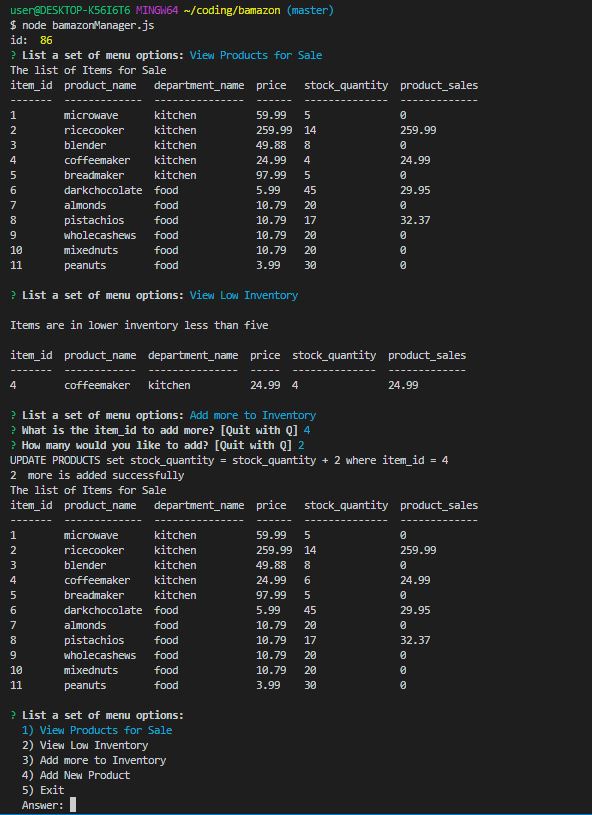 user@DESKTOP-K56I6T6 MINGW64 ~/coding/bamazon (master)
$ node bamazonManager.js
id:  86
? List a set of menu options: View Products for Sale
The list of Items for Sale
item_id  product_name  department_name  price   stock_quantity  product_sales
-------  ------------  ---------------  ------  --------------  -------------
1        microwave     kitchen          59.99   5               0
2        ricecooker    kitchen          259.99  14              259.99
3        blender       kitchen          49.88   8               0
4        coffeemaker   kitchen          24.99   4               24.99
5        breadmaker    kitchen          97.99   5               0
6        darkchocolate  food            5.99    45              29.95
7        almonds       food             10.79   20              0
8        pistachios    food             10.79   17              32.37
9        wholecashews  food             10.79   20              0
10       mixednuts     food             10.79   20              0
11       peanuts       food             3.99    30              0
? List a set of menu options: View Low Inventory
Items are in lower inventory less than five
item_id  product_name  department_name  price  stock_quantity  product_sales
-------  ------------  ---------------  -----  --------------  -------------
4        coffeemaker   kitchen          24.99  4               24.99
? List a set of menu options: Add more to Inventory
? What is the item_id to add more? [Quit with Q] 4
? How many would you like to add? [Quit with Q] 2
UPDATE PRODUCTS set stock_quantity = stock_quantity + 2 where item_id = 4
2  more is added successfully
The list of Items for Sale
item_id  product_name  department_name  price   stock_quantity  product_sales
-------  ------------  ---------------  ------  --------------  -------------
1        microwave     kitchen          59.99   5               0
2        ricecooker    kitchen          259.99  14              259.99
3        blender       kitchen          49.88   8               0
4        coffeemaker   kitchen          24.99   6               24.99
5        breadmaker    kitchen          97.99   5               0
6        darkchocolate  food            5.99    45              29.95
7        almonds       food             10.79   20              0
8        pistachios    food             10.79   17              32.37
9        wholecashews  food             10.79   20              0
10       mixednuts     food             10.79   20              0
11       peanuts       food             3.99    30              0
? List a set of menu options:
1) View Products for Sale
2) View Low Inventory
3) Add more to Inventory
4) Add New Product
5) Exit
Answer: